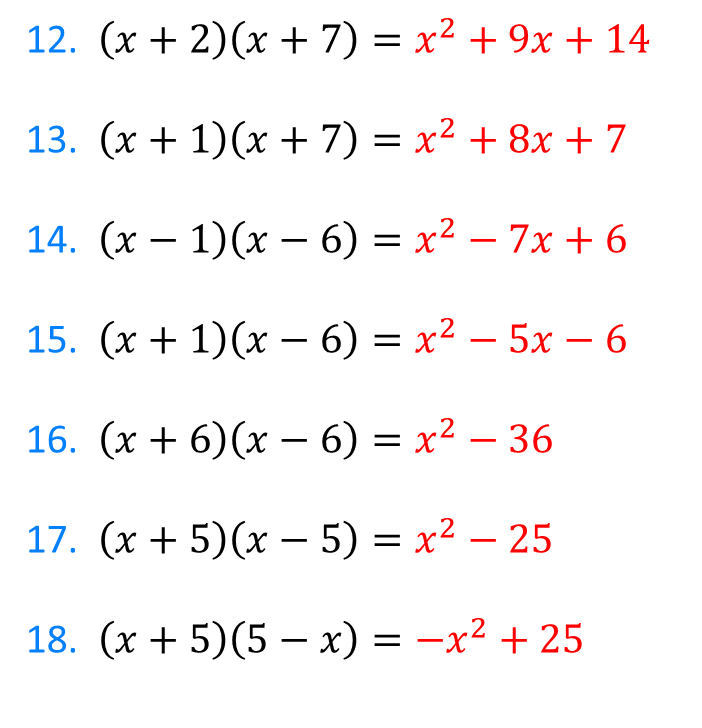 12. (x + 2)(x + 7) = x² + 9x + 14
13. (x + 1)(x + 7) = x² + 8x + 7
14. (x − 1)(x − 6) = x² − 7x + 6
15. (x + 1)(x − 6) = x² − 5x − 6
16. (x + 6)(x − 6) = x² − 36
17. (x + 5)(x − 5) = x² − 25
18. (x + 5)(5 − x) = −x² + 25